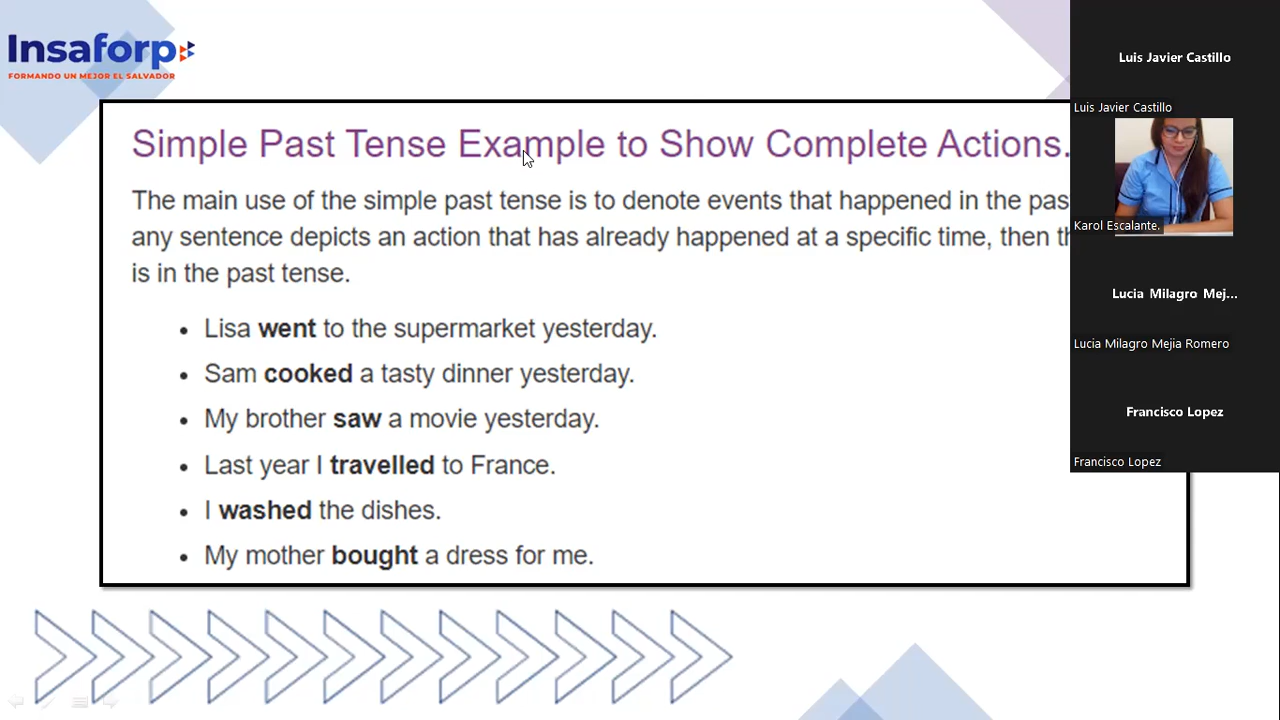 Insaforp
FORMANDO UN MEJOR EL SALVADOR
Simple Past Tense Example to Show Complete Actions.
The main use of the simple past tense is to denote events that happened in the
any sentence depicts an action that has already happened at a specific time, then
is in the past tense.
Lisa went to the supermarket yesterday.
Sam cooked a tasty dinner yesterday.
My brother saw a movie yesterday.
Last year I travelled to France.
I washed the dishes.
My mother bought a dress for me.
Luis Javier Castillo
Luis Javier Castillo
Karol Escalante.
Lucia Milagro Mej...
Lucia Milagro Mejia Romero
Francisco Lopez
Francisco Lopez